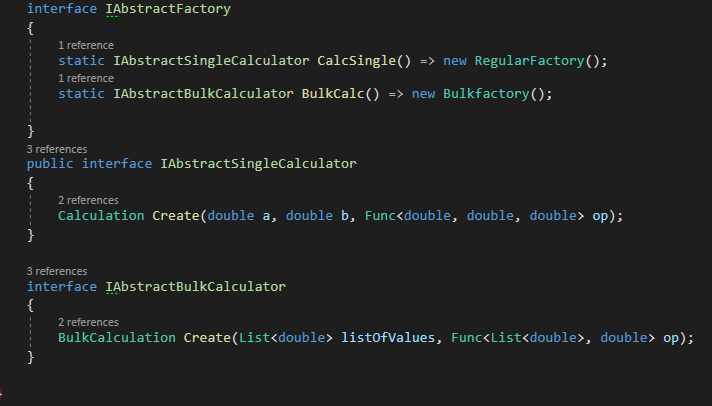 interface IAbstractFactory
{
1 reference
static IAbstractSingleCalculator CalcSingle() => new RegularFactory();
1 reference
static IAbstractBulkCalculator BulkCalc() => new Bulkfactory();
}
3 references
public interface IAbstractSingleCalculator
{
2 references
Calculation Create(double a, double b, Func<double, double, double> op);
}
3 references
interface IAbstractBulkCalculator
{
2 references
BulkCalculation Create(List<double> listOfValues, Func<List<double>, double> op);
}